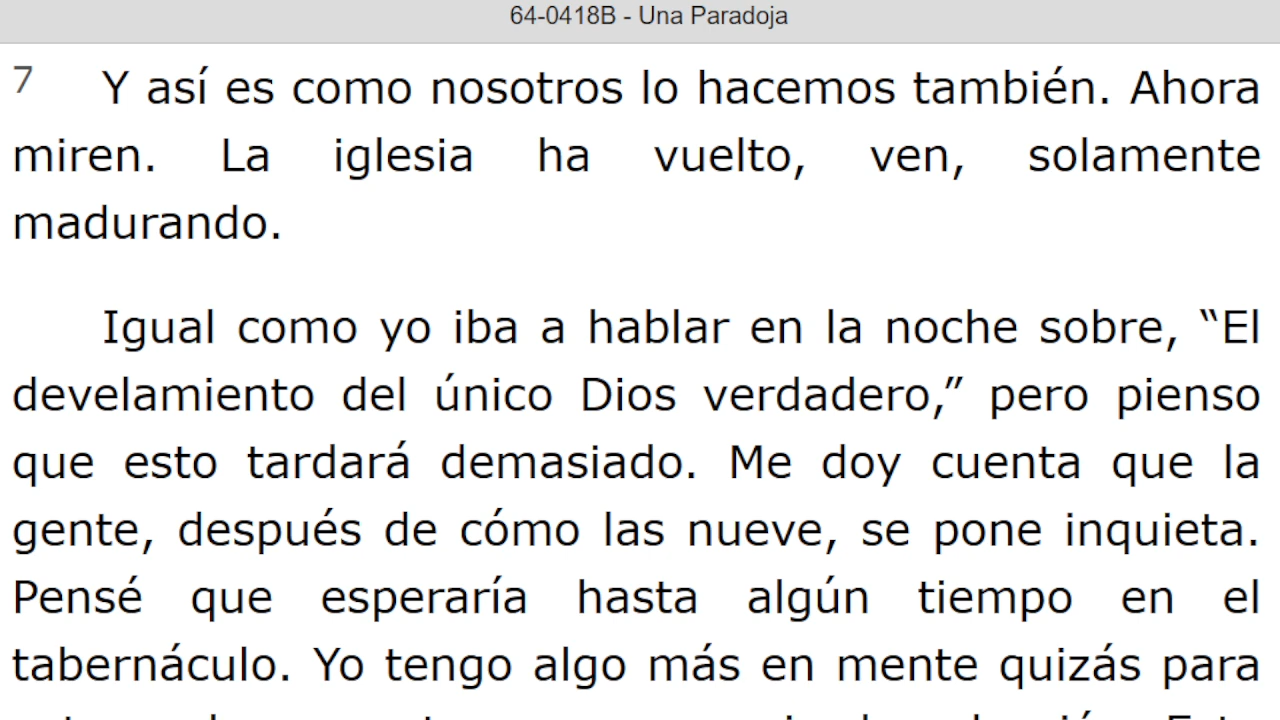 64-0418B - Una Paradoja
7 Y así es como nosotros lo hacemos también. Ahora
miren. La iglesia ha vuelto, ven, solamente
madurando.
Igual como yo iba a hablar en la noche sobre, “El
develamiento del único Dios verdadero,” pero pienso
que esto tardará demasiado. Me doy cuenta que la
gente, después de cómo las nueve, se pone inquieta.
Pensé que esperaría hasta algún tiempo en el
tabernáculo. Yo tengo algo más en mente quizás para